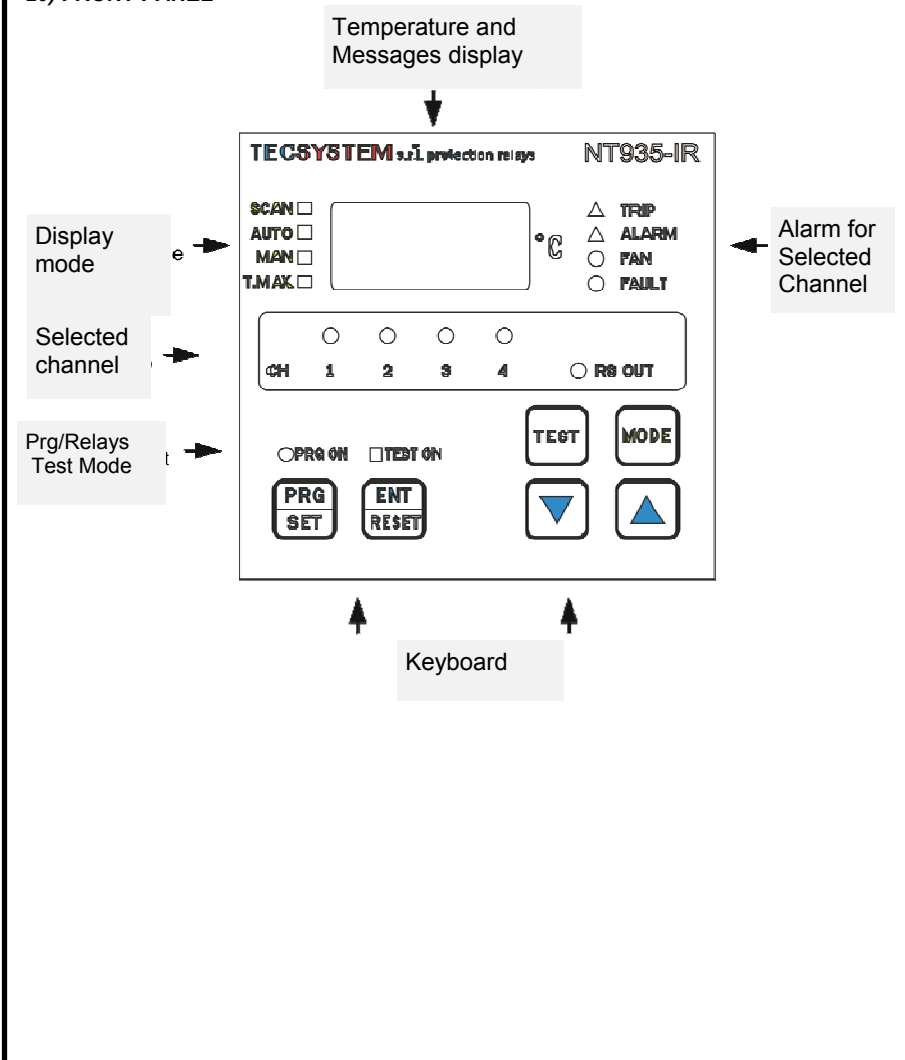 Temperature and
Messages display
TECSYSTEM s.r.l. protection relays NT935-IR
SCAN
AUTO
MAN
T.MAX
°C
TRIP
ALARM
FAN
FAULT
Display
mode
e
Alarm for
Selected
Channel
Selected
channel
CH 1 2 3 4 RS OUT
Prg/Relays
Test Mode
t
PRG ON TEST ON
TEST MODE
PRG
SET
ENT
RESET
Keyboard